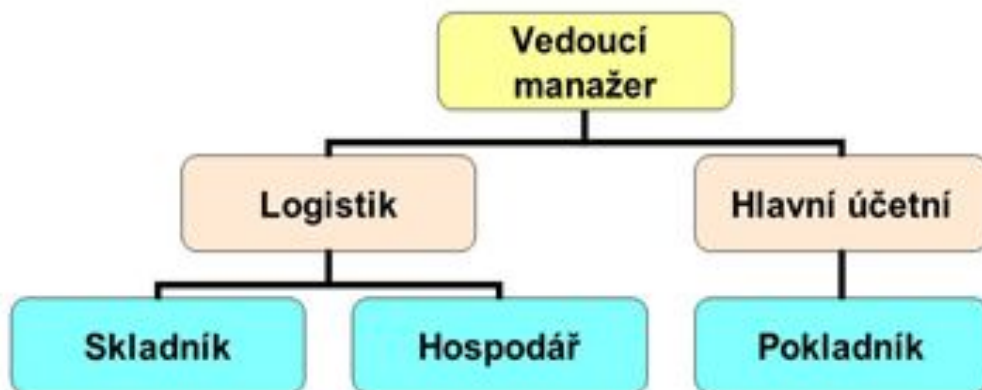 Vedoucí
manažer
Logistik
Hlavní účetní
Skladník
Hospodář
Pokladník